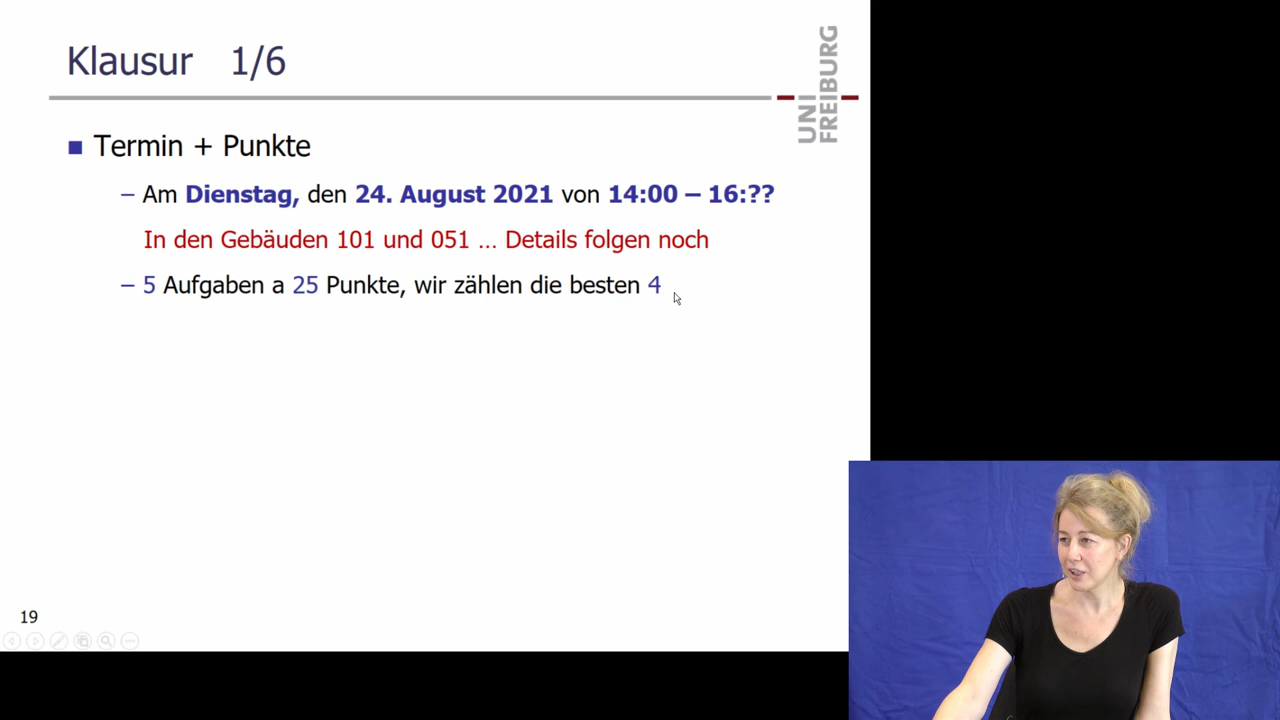 Klausur 1/6
UNI
FREIBURG
Termin + Punkte
– Am Dienstag, den 24. August 2021 von 14:00 – 16:??
In den Gebäuden 101 und 051 … Details folgen noch
– 5 Aufgaben a 25 Punkte, wir zählen die besten 4
19